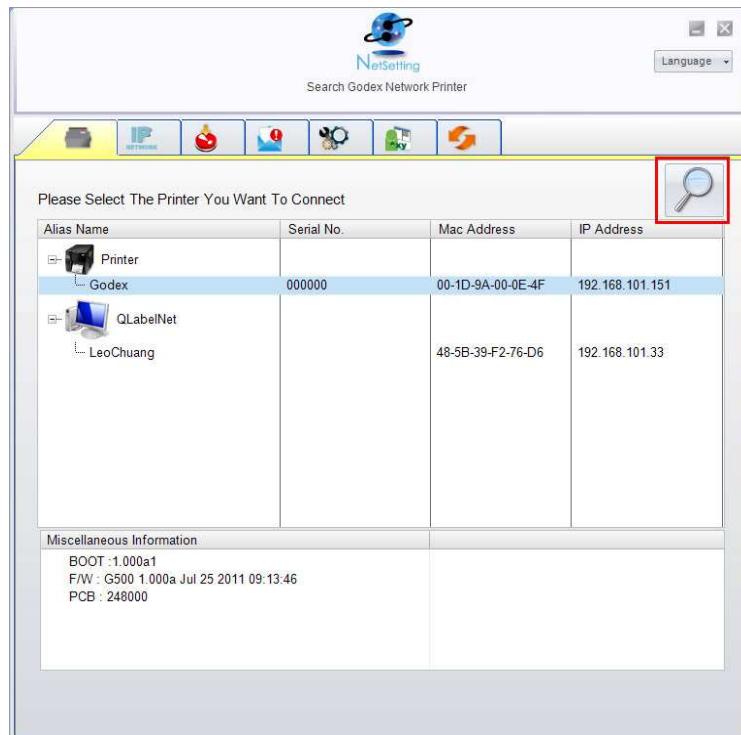 NetSetting
Language
Search Godex Network Printer
IP
NETWORK
xy
Please Select The Printer You Want To Connect
Alias Name Serial No. Mac Address IP Address
Printer
Godex 000000 00-1D-9A-00-0E-4F 192.168.101.151
QLabelNet
LeoChuang 48-5B-39-F2-76-D6 192.168.101.33
Miscellaneous Information
BOOT :1.000a1
F/W : G500 1.000a Jul 25 2011 09:13:46
PCB : 248000